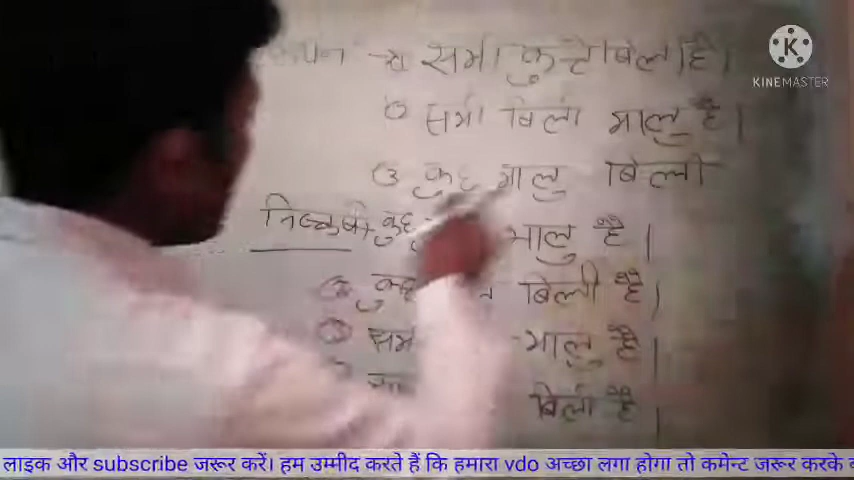 सभी कुत्ते बिल्ली है।
सभी बिल्ली भालु है।
कुछ भालु बिल्ली
निष्कर्ष कुछ भालु है।
कुछ बिल्ली है।
सभी भालु है।
बिल्ली है।
KINEMASTER
लाइक और subscribe जरूर करें। हम उम्मीद करते हैं कि हमारा vdo अच्छा लगा होगा तो कमेन्ट जरूर करके